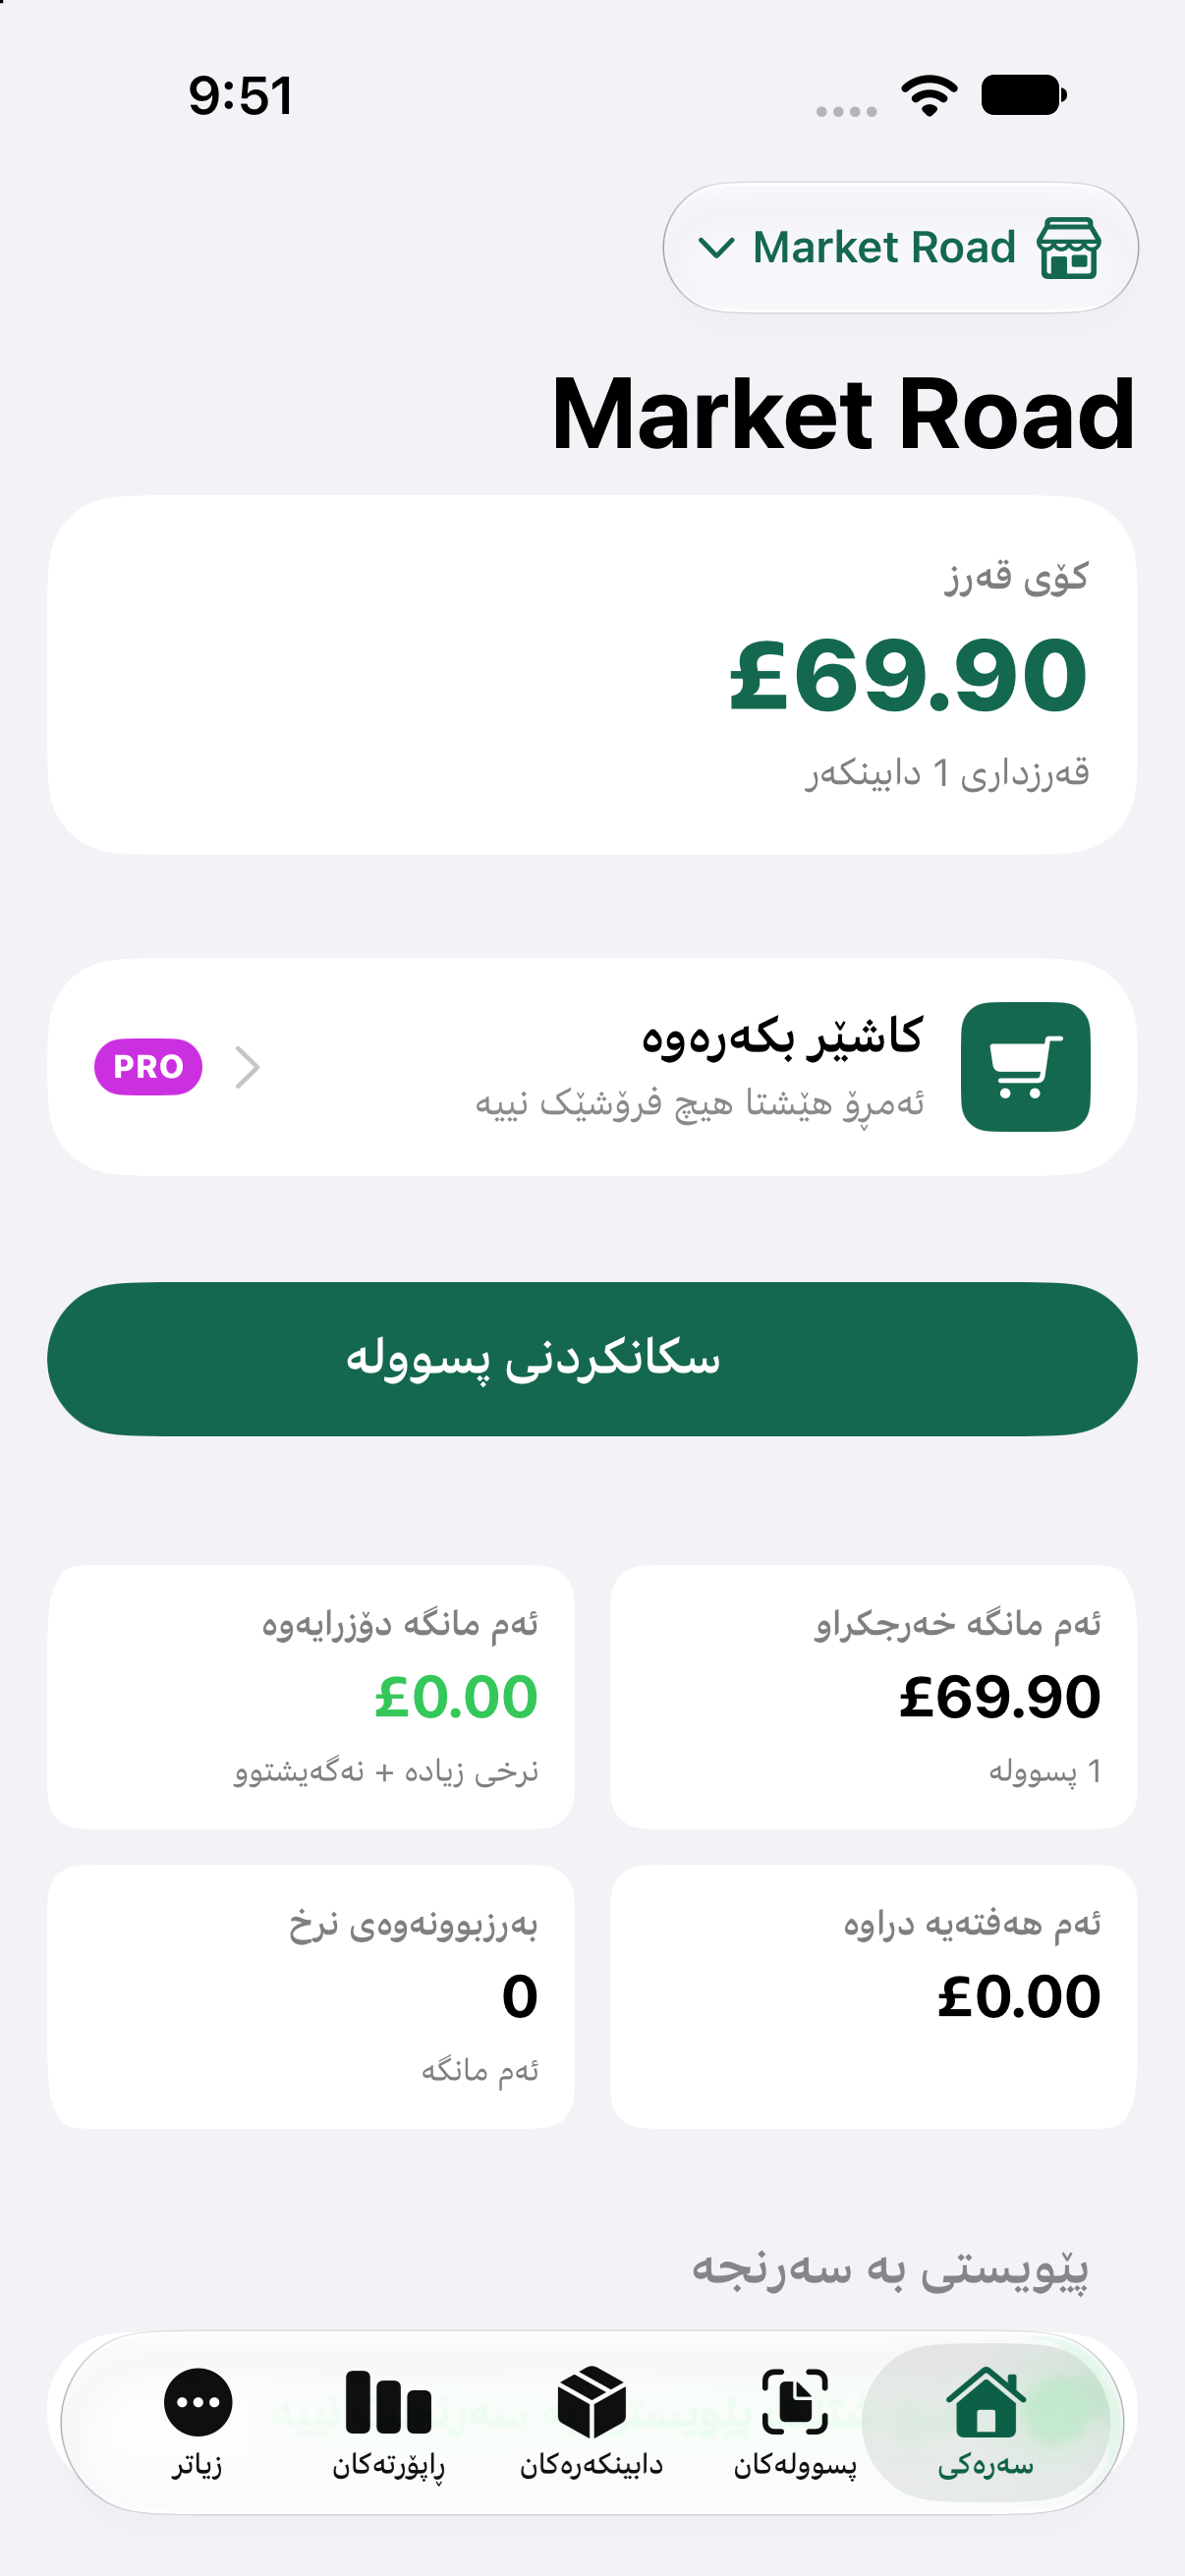 9:51
Market Road
Market Road
کۆی قەرز
£69.90
قەرزداری 1 دابینکەر
کاشێر بکەرەوە
ئەمڕۆ هێشتا هیچ فرۆشێک نییە
PRO
سکانکردنی پسوولە
ئەم مانگە خەرجکراو
£69.90
1 پسوولە
ئەم مانگە دۆزرایەوە
£0.00
نرخی زیادە + نەگەیشتوو
ئەم هەفتەیە دراوە
£0.00
بەرزبوونەوەی نرخ
0
ئەم مانگە
پێویستی بە سەرنجە
سەرەکی
پسوولەکان
دابینکەرەکان
ڕاپۆرتەکان
زیاتر